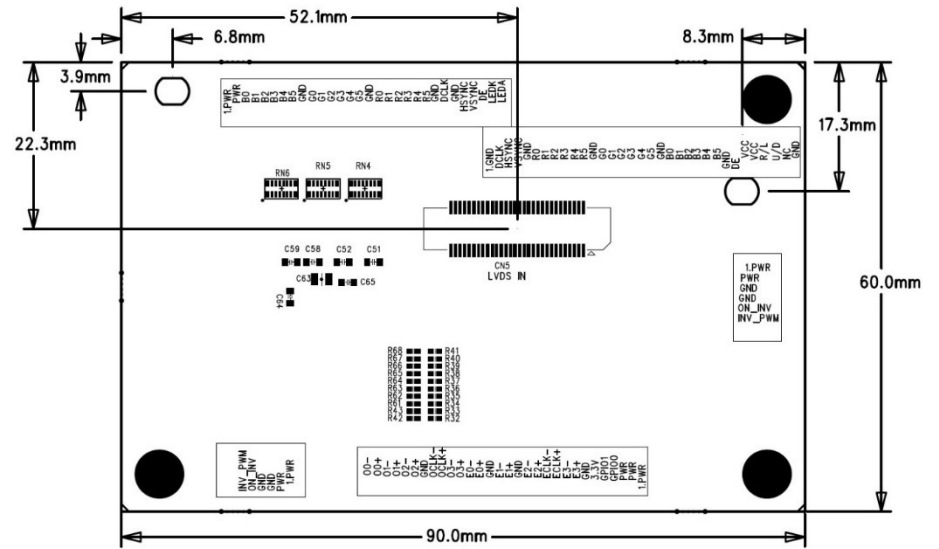 52.1mm
6.8mm
8.3mm
3.9mm
22.3mm
17.3mm
1.PWR
PWR
B0
B1
B2
B3
B4
B5
GND
G0
G1
G2
G3
G4
G5
GND
R0
R1
R2
R3
R4
R5
GND
DCLK
GND
HSYNC
VSYNC
DE
LEDK
LEDA
1.GND
DCLK
HSYNC
VSYNC
GND
R0
R1
R2
R3
R4
R5
GND
G0
G1
G2
G3
G4
G5
GND
B0
B1
B2
B3
B4
B5
GND
DE
VCC
VCC
R/L
U/D
NC
GND
RN6 RN5 RN4
C59 C58 C52 C51
C63 C65
C64
CN5
LVDS IN
1.PWR
PWR
GND
GND
ON_INV
INV_PWM
60.0mm
R68 R41
R67 R40
R66 R39
R65 R38
R64 R37
R63 R36
R62 R35
R61 R34
R43 R33
R42 R32
INV_PWM
ON_INV
GND
GND
PWR
1.PWR
O0-
O0+
O1-
O1+
O2-
O2+
GND
OCLK-
OCLK+
O3-
O3+
E0-
E0+
GND
E1-
E1+
GND
E2-
E2+
ECLK-
ECLK+
E3-
E3+
GND
3.3V
GPIO1
GPIO0
PWR
PWR
1.PWR
90.0mm